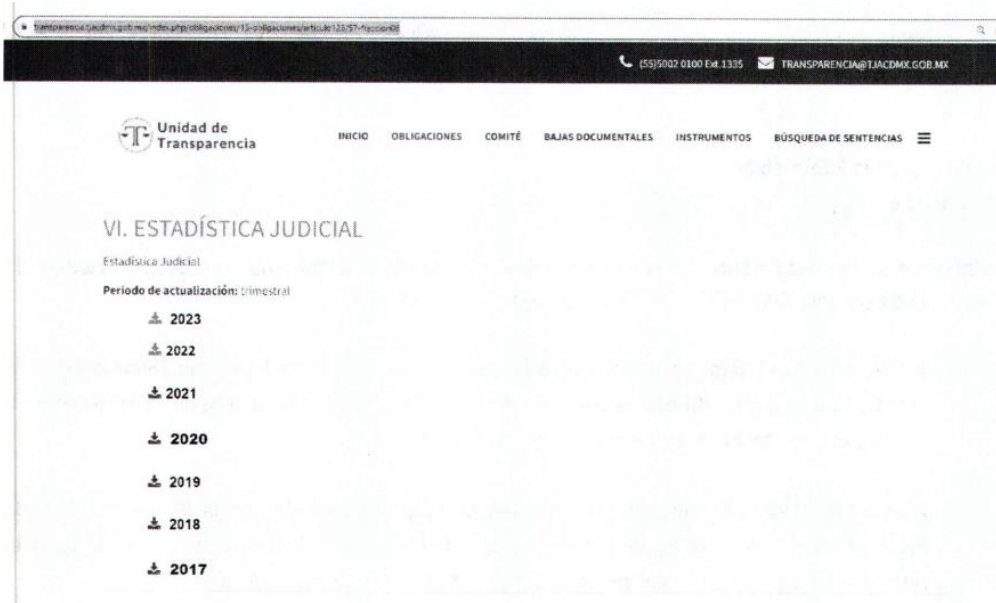 (55)5002 0100 Ext.1335 TRANSPARENCIA@TJACDMX.GOB.MX
Unidad de
Transparencia
INICIO OBLIGACIONES COMITÉ BAJAS DOCUMENTALES INSTRUMENTOS BÚSQUEDA DE SENTENCIAS
VI. ESTADÍSTICA JUDICIAL
Estadística Judicial
Periodo de actualización: trimestral
2023
2022
2021
2020
2019
2018
2017